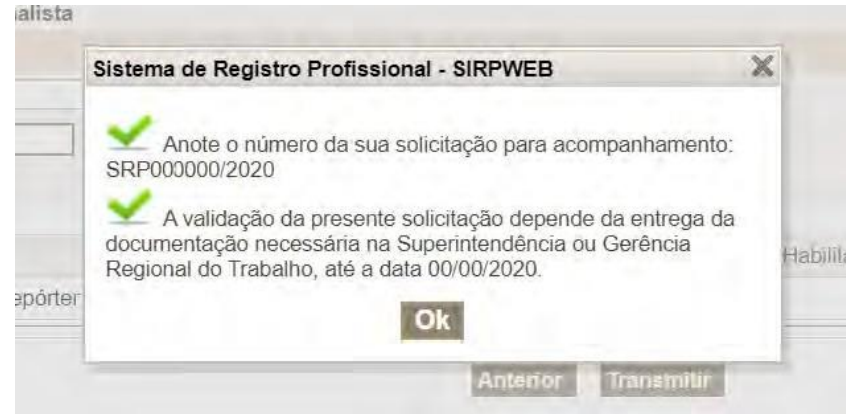 alista
Sistema de Registro Profissional - SIRPWEB
Anote o número da sua solicitação para acompanhamento:
SRP000000/2020
A validação da presente solicitação depende da entrega da
documentação necessária na Superintendência ou Gerência
Regional do Trabalho, até a data 00/00/2020.
Habilita
epórter
Ok
Anterior Transmitir